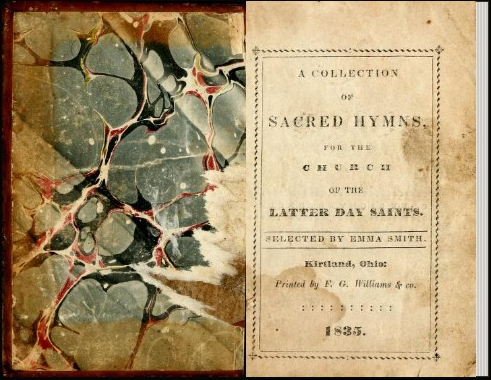 A COLLECTION
OF
SACRED HYMNS,
FOR THE
CHURCH
OF THE
LATTER DAY SAINTS.
SELECTED BY EMMA SMITH.
Kirtland, Ohio:
Printed by F. G. Williams & co.
1835.